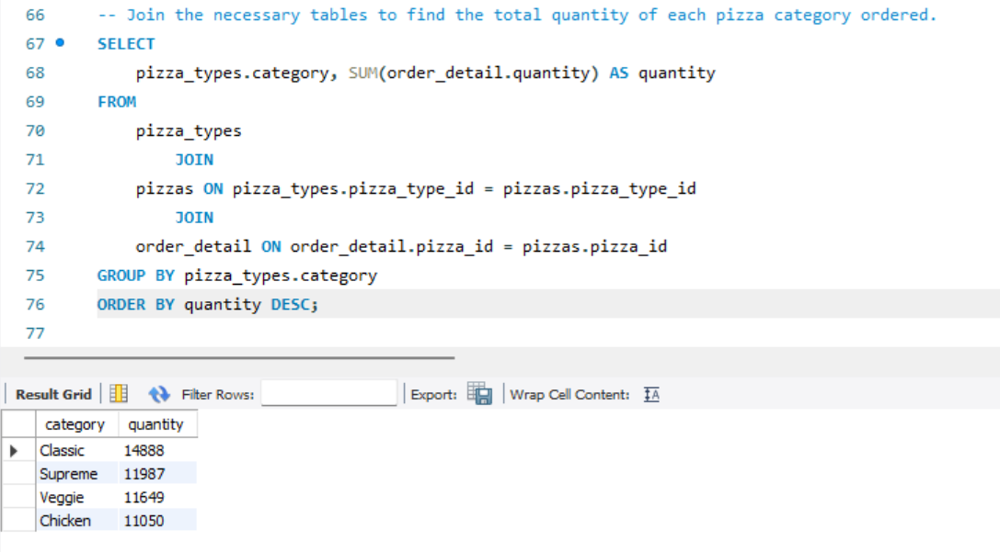 66 -- Join the necessary tables to find the total quantity of each pizza category ordered.
67 SELECT
68 pizza_types.category, SUM(order_detail.quantity) AS quantity
69 FROM
70 pizza_types
71 JOIN
72 pizzas ON pizza_types.pizza_type_id = pizzas.pizza_type_id
73 JOIN
74 order_detail ON order_detail.pizza_id = pizzas.pizza_id
75 GROUP BY pizza_types.category
76 ORDER BY quantity DESC;
77
Result Grid Filter Rows: Export: Wrap Cell Content: IA
category quantity
Classic 14888
Supreme 11987
Veggie 11649
Chicken 11050